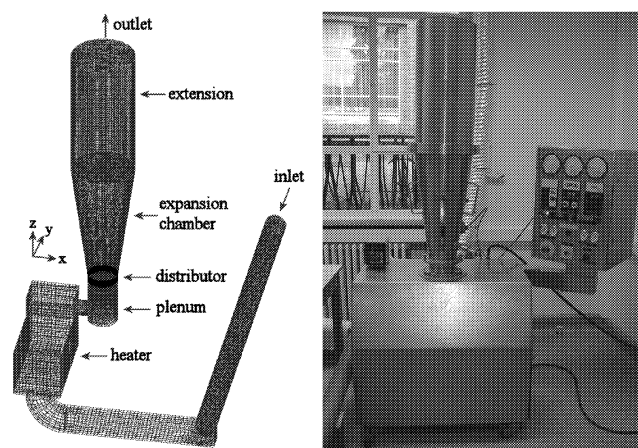 outlet
extension
inlet
expansion
chamber
z
y
x
distributor
plenum
heater